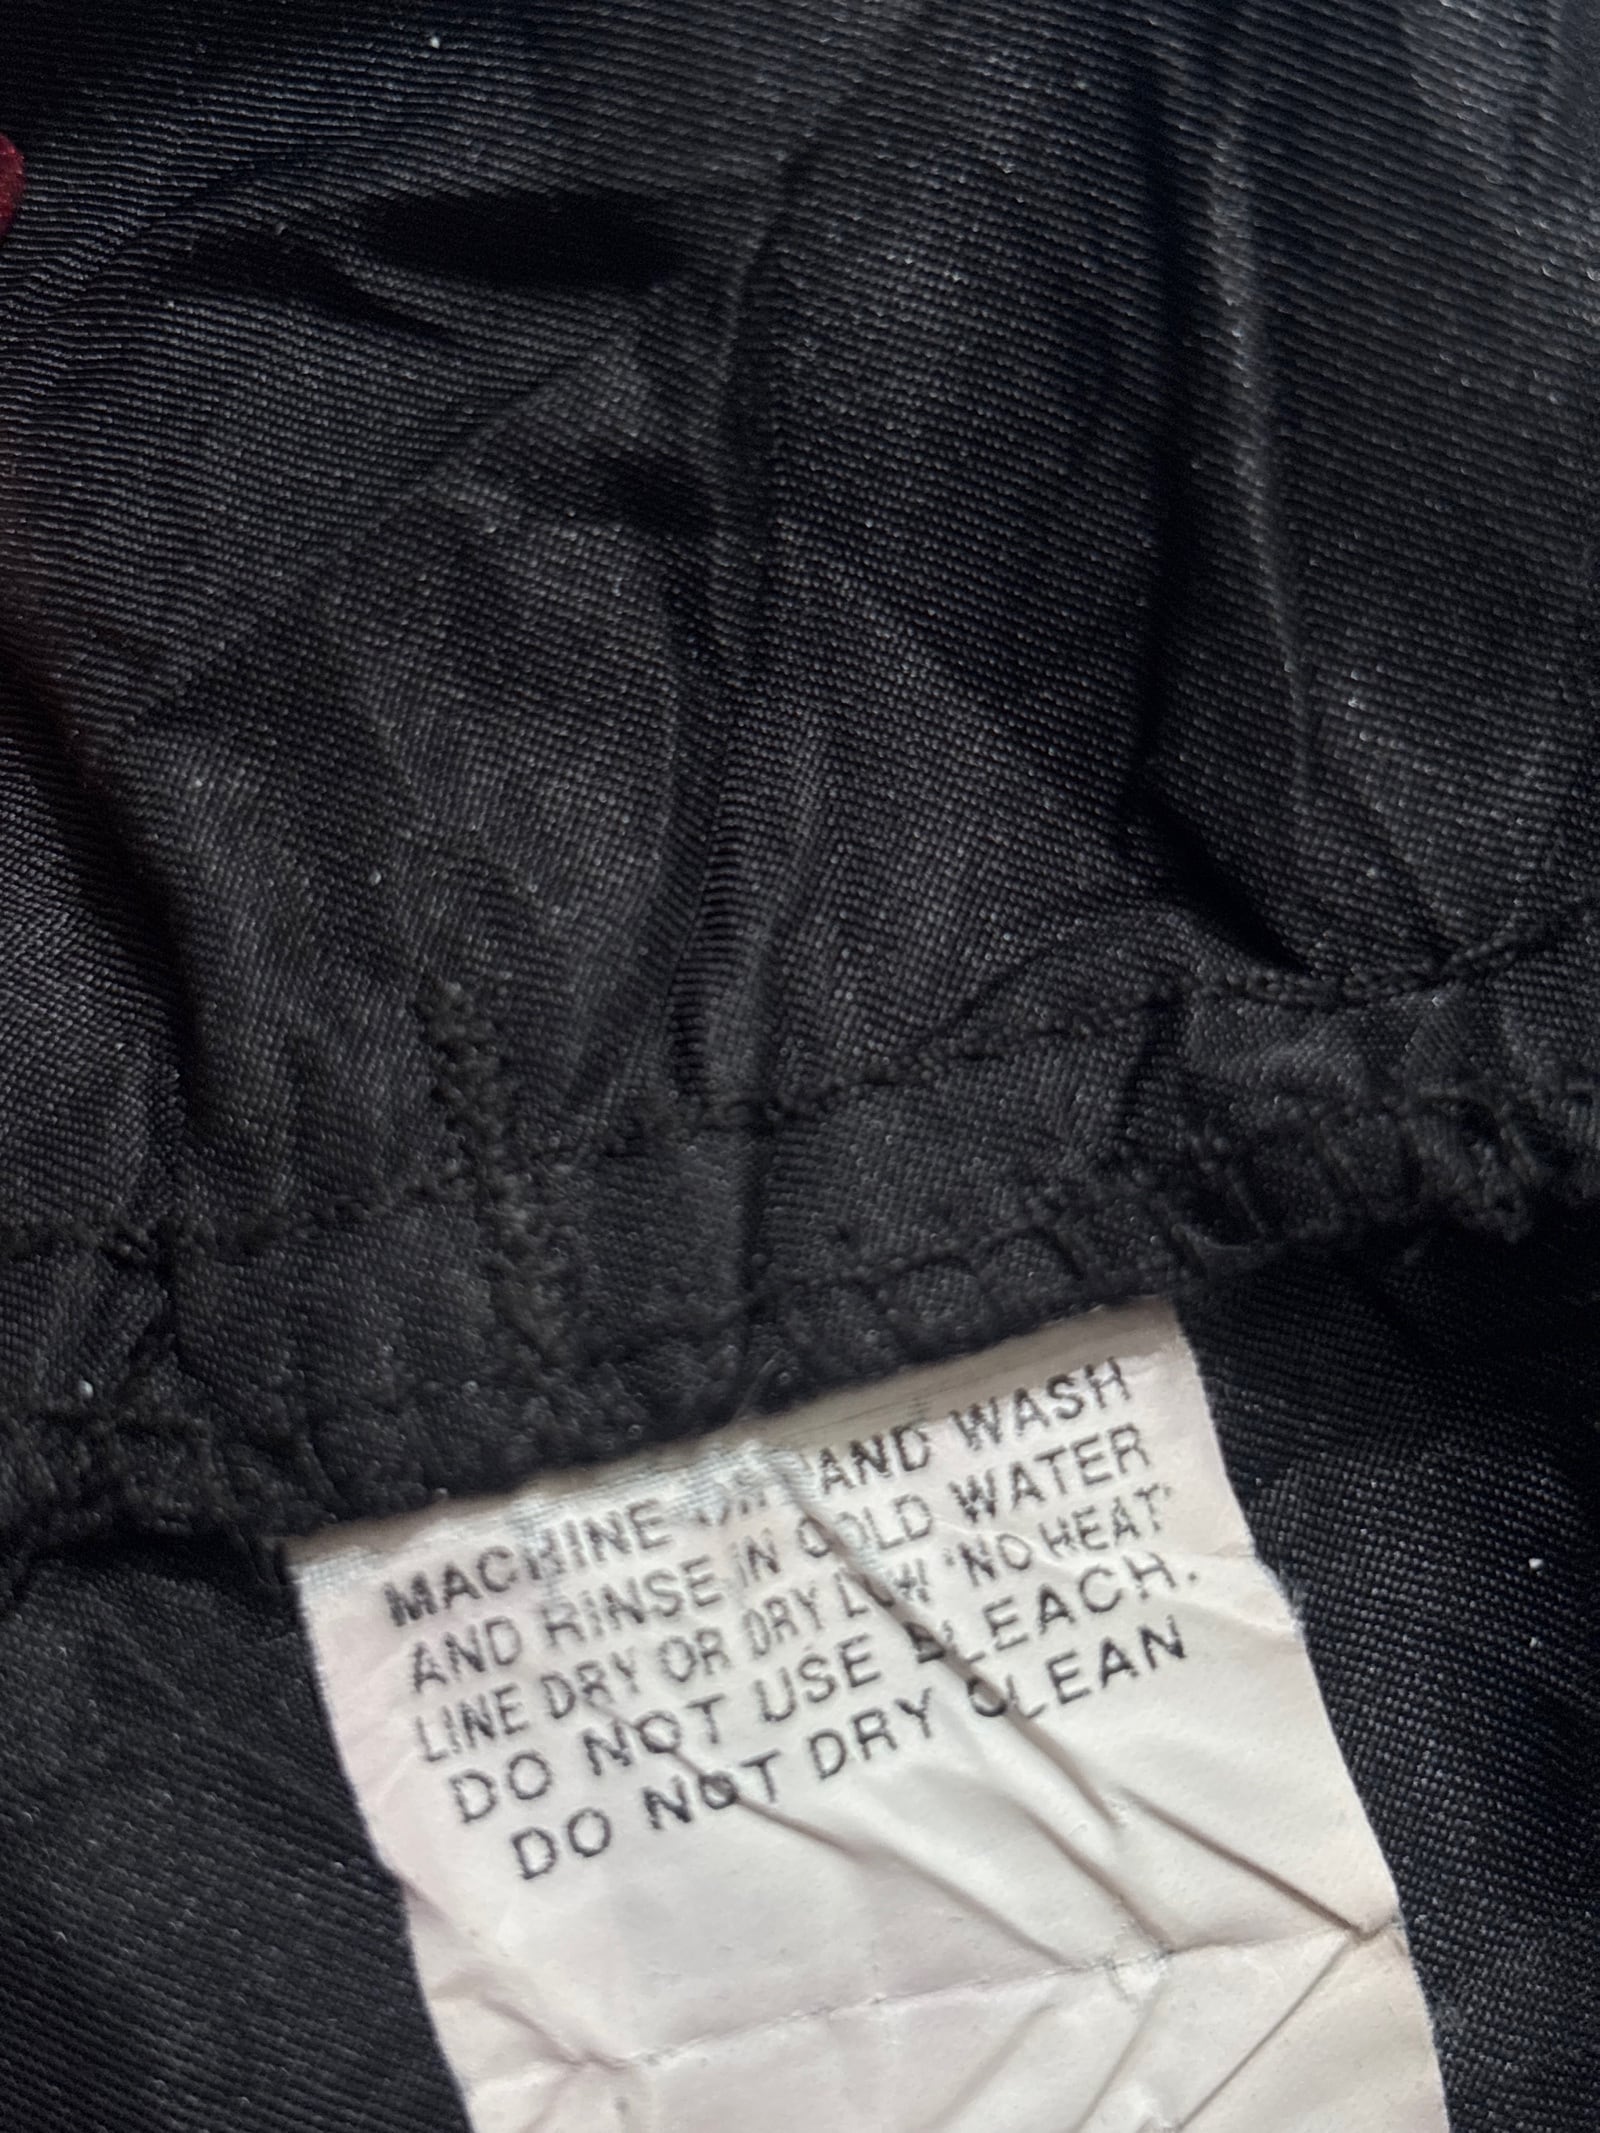 MACHINE OR HAND WASH
AND RINSE IN COLD WATER
LINE DRY OR DRY LOW "NO HEAT"
DO NOT USE BLEACH.
DO NOT DRY CLEAN